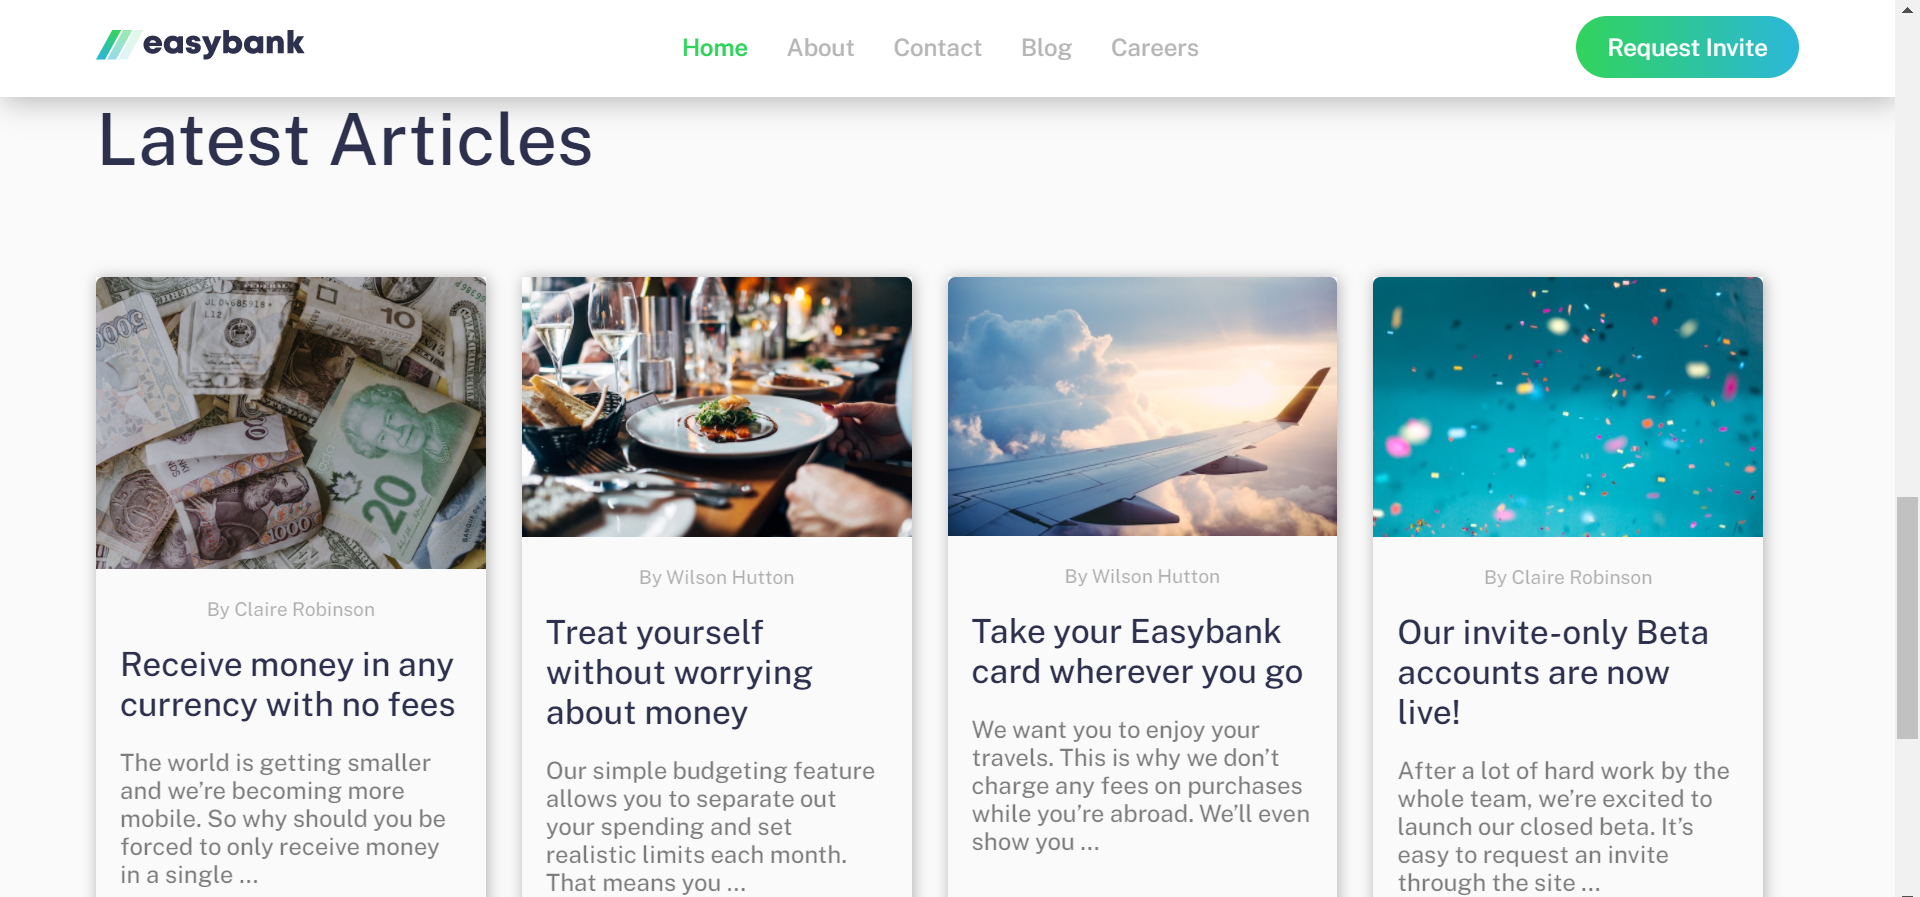 easybank
Home About Contact Blog Careers
Request Invite
Latest Articles
JL 04685918*
L12
10
500
20
1000
By Claire Robinson
Receive money in any
currency with no fees
The world is getting smaller
and we’re becoming more
mobile. So why should you be
forced to only receive money
in a single ...
By Wilson Hutton
Treat yourself
without worrying
about money
Our simple budgeting feature
allows you to separate out
your spending and set
realistic limits each month.
That means you ...
By Wilson Hutton
Take your Easybank
card wherever you go
We want you to enjoy your
travels. This is why we don’t
charge any fees on purchases
while you’re abroad. We’ll even
show you ...
By Claire Robinson
Our invite-only Beta
accounts are now
live!
After a lot of hard work by the
whole team, we’re excited to
launch our closed beta. It’s
easy to request an invite
through the site ...